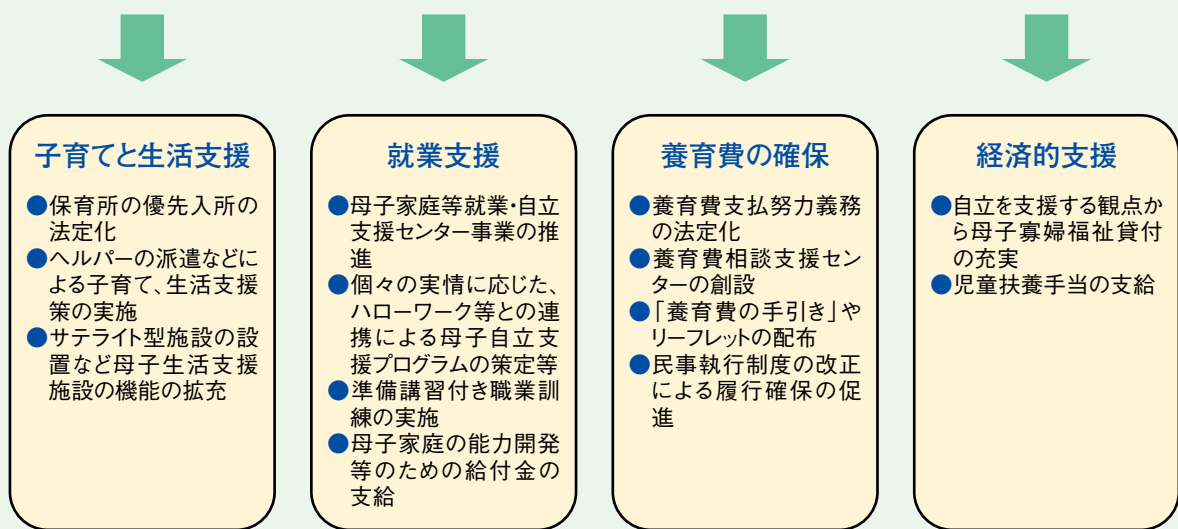 子育てと生活支援
●保育所の優先入所の
法定化
●ヘルパーの派遣などに
よる子育て、生活支援
策の実施
●サテライト型施設の設
置など母子生活支援
施設の機能の拡充
就業支援
●母子家庭等就業・自立
支援センター事業の推
進
●個々の実情に応じた、
ハローワーク等との連
携による母子自立支
援プログラムの策定等
●準備講習付き職業訓
練の実施
●母子家庭の能力開発
等のための給付金の
支給
養育費の確保
●養育費支払努力義務
の法定化
●養育費相談支援セン
ターの創設
●「養育費の手引き」や
リーフレットの配布
●民事執行制度の改正
による履行確保の促
進
経済的支援
●自立を支援する観点か
ら母子寡婦福祉貸付
の充実
●児童扶養手当の支給